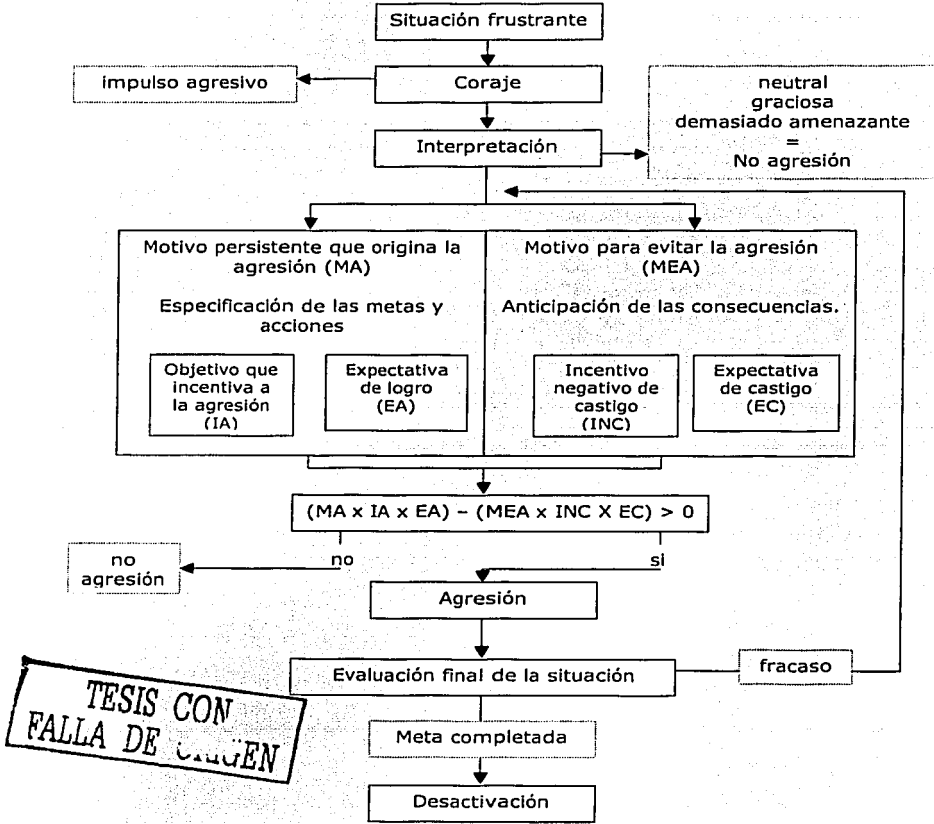 Situación frustrante
impulso agresivo
Coraje
neutral
graciosa
demasiado amenazante
=
No agresión
Interpretación
Motivo persistente que origina la
agresión (MA)
Especificación de las metas y
acciones
Objetivo que
incentiva a
la agresión
(IA)
Expectativa
de logro
(EA)
Motivo para evitar la agresión
(MEA)
Anticipación de las consecuencias.
Incentivo
negativo de
castigo
(INC)
Expectativa
de castigo
(EC)
(MA x IA x EA) – (MEA x INC X EC) > 0
no
si
no
agresión
Agresión
Evaluación final de la situación
fracaso
Meta completada
Desactivación
TESIS CON
FALLA DE